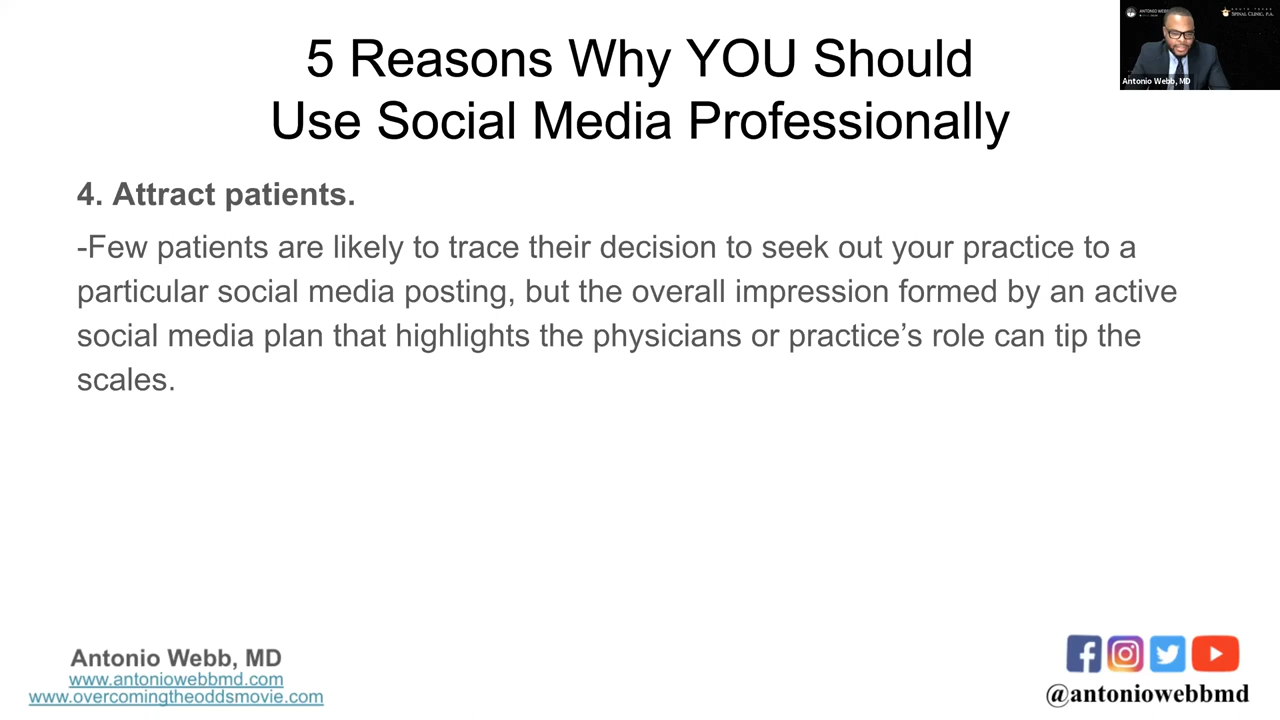 5 Reasons Why YOU Should
Use Social Media Professionally
4. Attract patients.
-Few patients are likely to trace their decision to seek out your practice to a
particular social media posting, but the overall impression formed by an active
social media plan that highlights the physicians or practice’s role can tip the
scales.
Antonio Webb, MD
www.antoniowebbmd.com
www.overcomingtheoddsmovie.com
@antoniowebbmd
SPINAL CLINIC, P.A.
Antonio Webb, MD